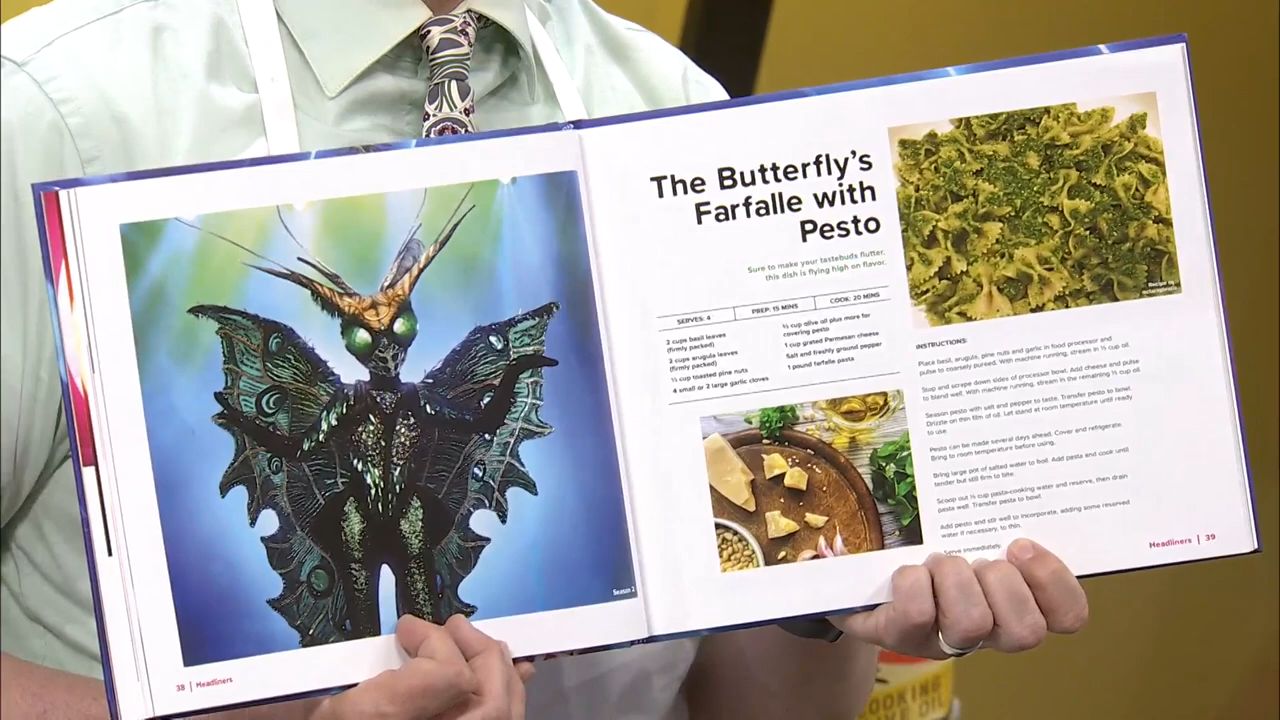 Season 2
38 | Headliners
The Butterfly's
Farfalle with
Pesto
Sure to make your tastebuds flutter,
this dish is flying high on flavor.
SERVES: 4
PREP: 15 MINS
COOK: 20 MINS
2 cups basil leaves
(firmly packed)
2 cups arugula leaves
(firmly packed)
½ cup toasted pine nuts
4 small or 2 large garlic cloves
½ cup olive oil plus more for
covering pesto
1 cup grated Parmesan cheese
Salt and freshly ground pepper
1 pound farfalle pasta
Recipe by
INSTRUCTIONS:
Place basil, arugula, pine nuts and garlic in food processor and
pulse to coarsely pureed. With machine running, stream in ½ cup oil.
Stop and scrape down sides of processor bowl. Add cheese and pulse
to blend well. With machine running, stream in the remaining ½ cup oil.
Season pesto with salt and pepper to taste. Transfer pesto to bowl.
Drizzle on thin film of oil. Let stand at room temperature until ready
to use.
Pesto can be made several days ahead. Cover and refrigerate.
Bring to room temperature before using.
Bring large pot of salted water to boil. Add pasta and cook until
tender but still firm to bite.
Scoop out ½ cup pasta-cooking water and reserve, then drain
pasta well. Transfer pasta to bowl.
Add pesto and stir well to incorporate, adding some reserved
water if necessary, to thin.
Serve immediately.
Headliners | 39
COOKING
OIL